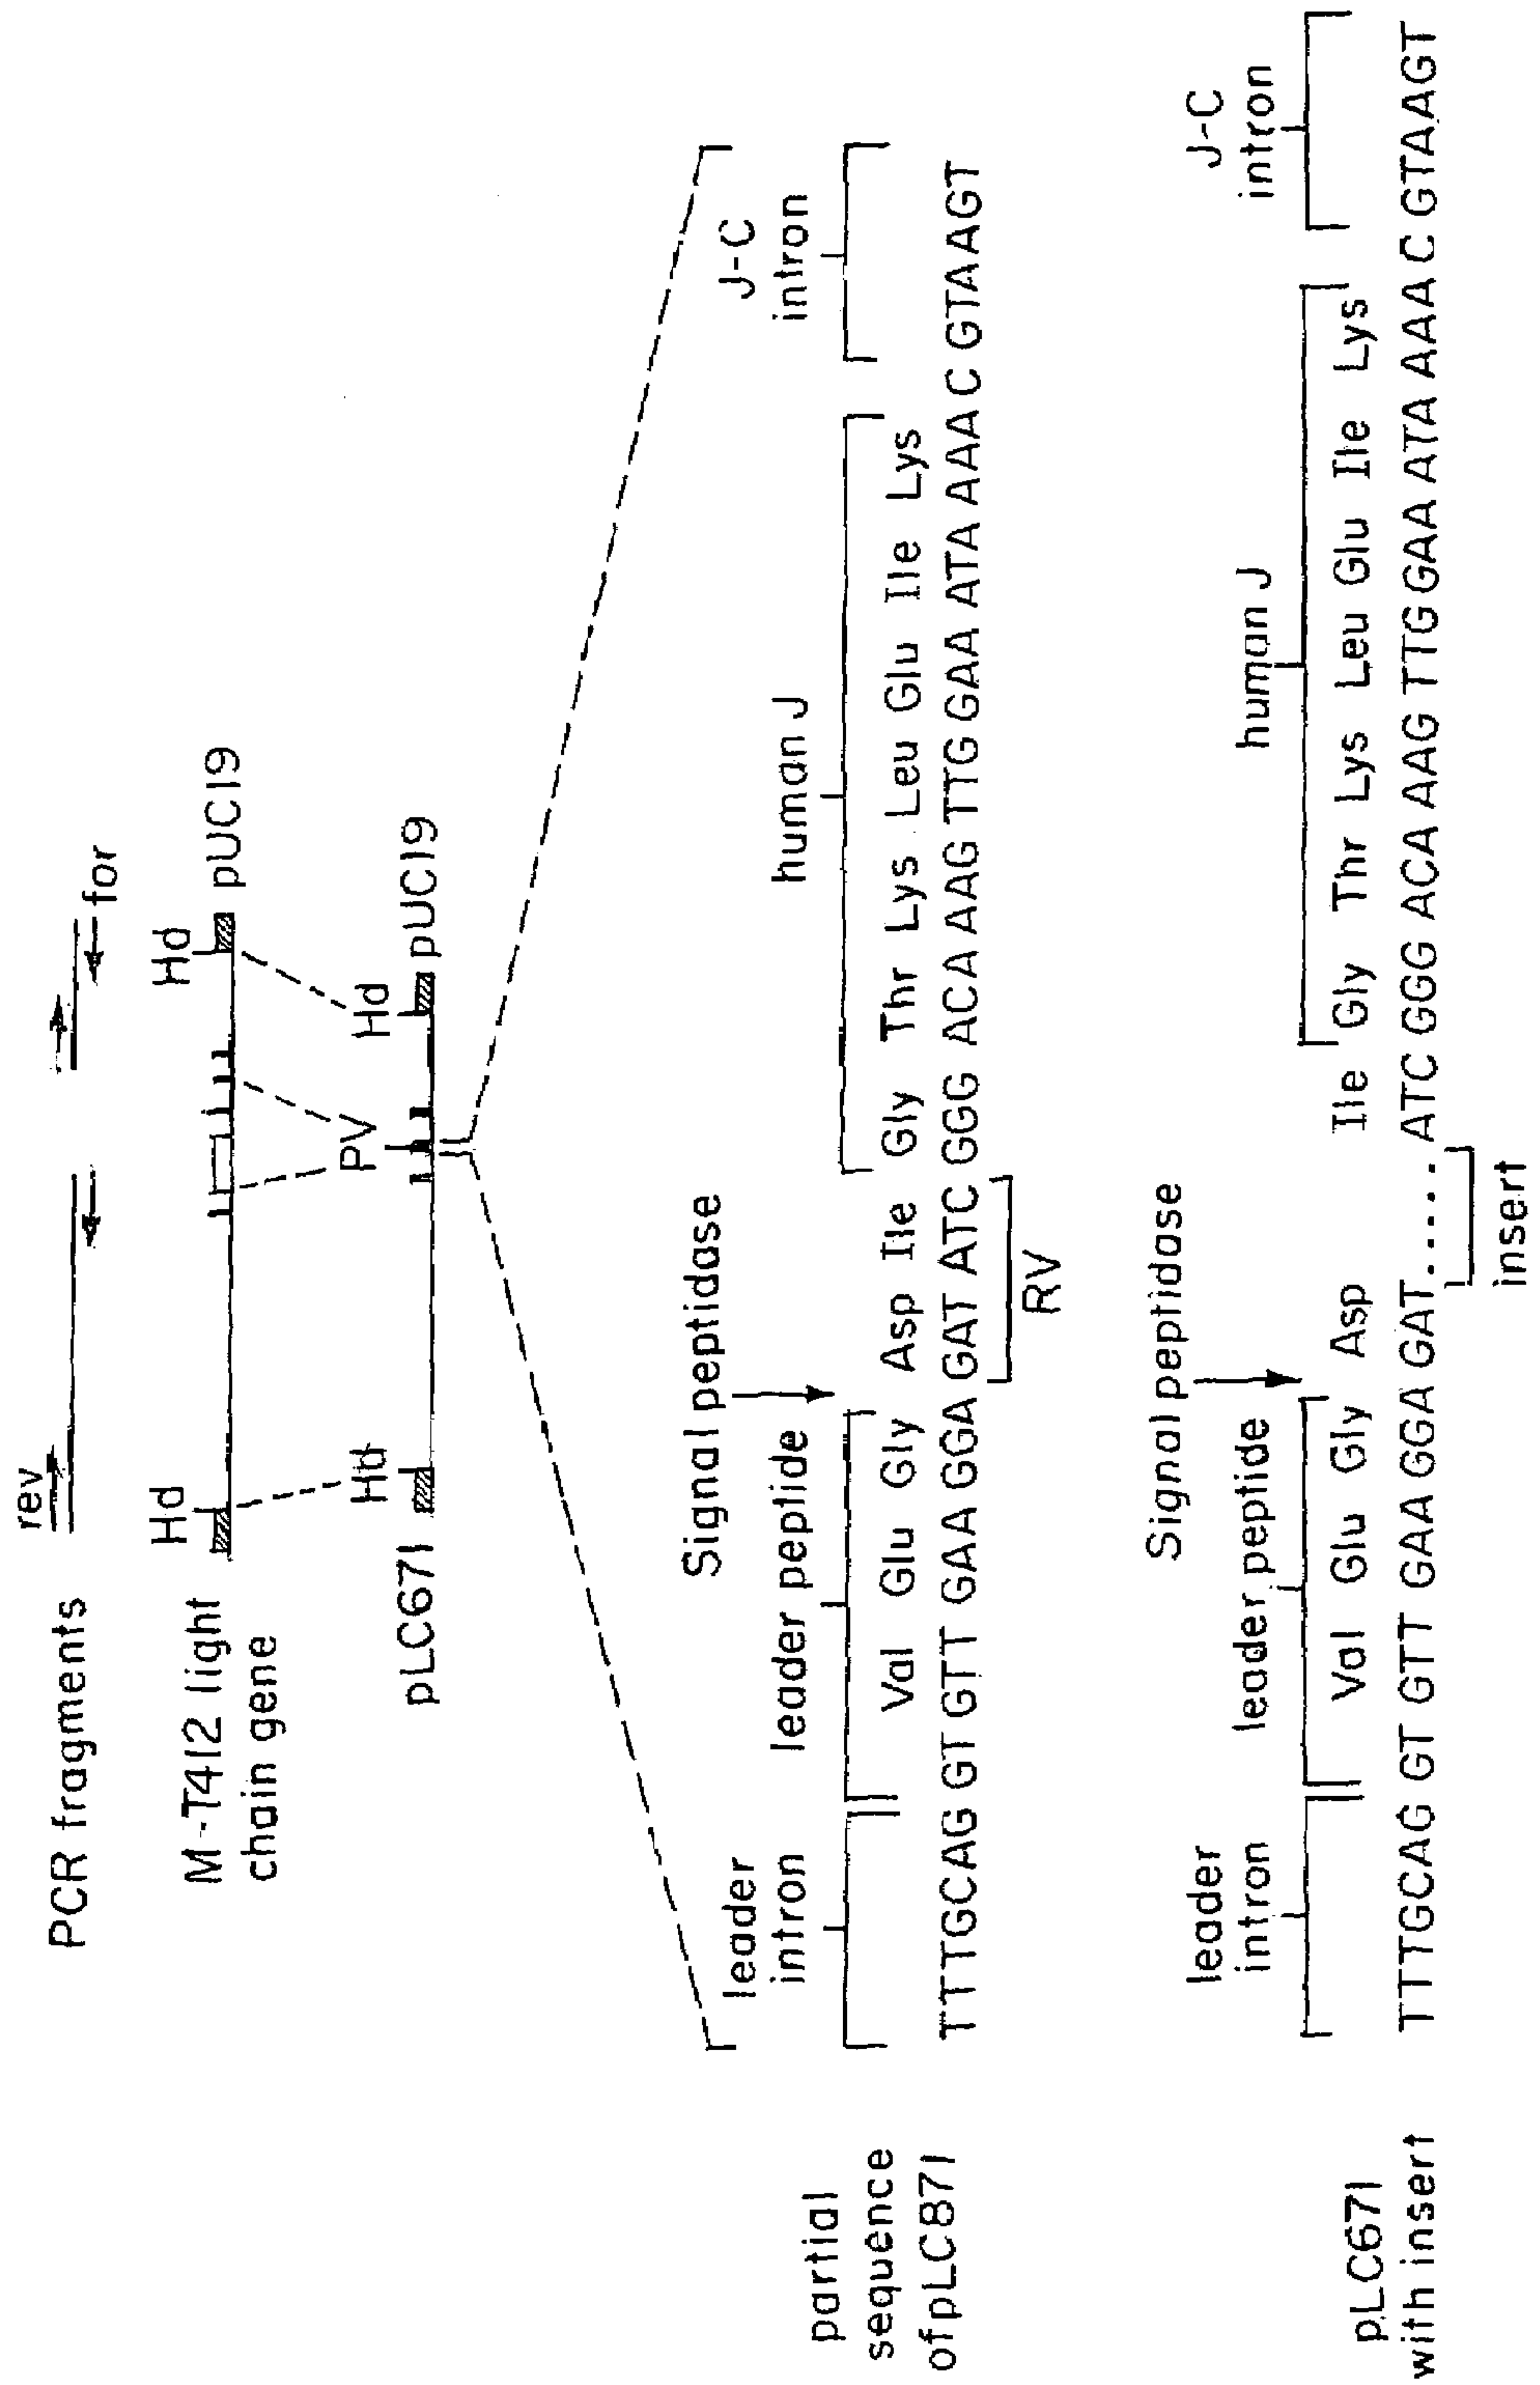 PCR fragments
rev
for
M-T412 light
chain gene
Hd
Hd
pUC19
pLC671
Hd
PV
Hd
pUC19
Signal peptidase
leader
intron
leader peptide
human J
J-C
intron
partial
sequence
of pLC871
Val Glu Gly Asp Ile Gly Thr Lys Leu Glu Ile Lys
TTTGCAG GT GTT GAA GGA GAT ATC GGG ACA AAG TTG GAA ATA AAA C GTAAGT
RV
Signal peptidase
leader
intron
leader peptide
human J
J-C
intron
pLC671
with insert
Val Glu Gly Asp Ile Gly Thr Lys Leu Glu Ile Lys
TTTGCAG GT GTT GAA GGA GAT..... ATC GGG ACA AAG TTG GAA ATA AAA C GTAAGT
insert